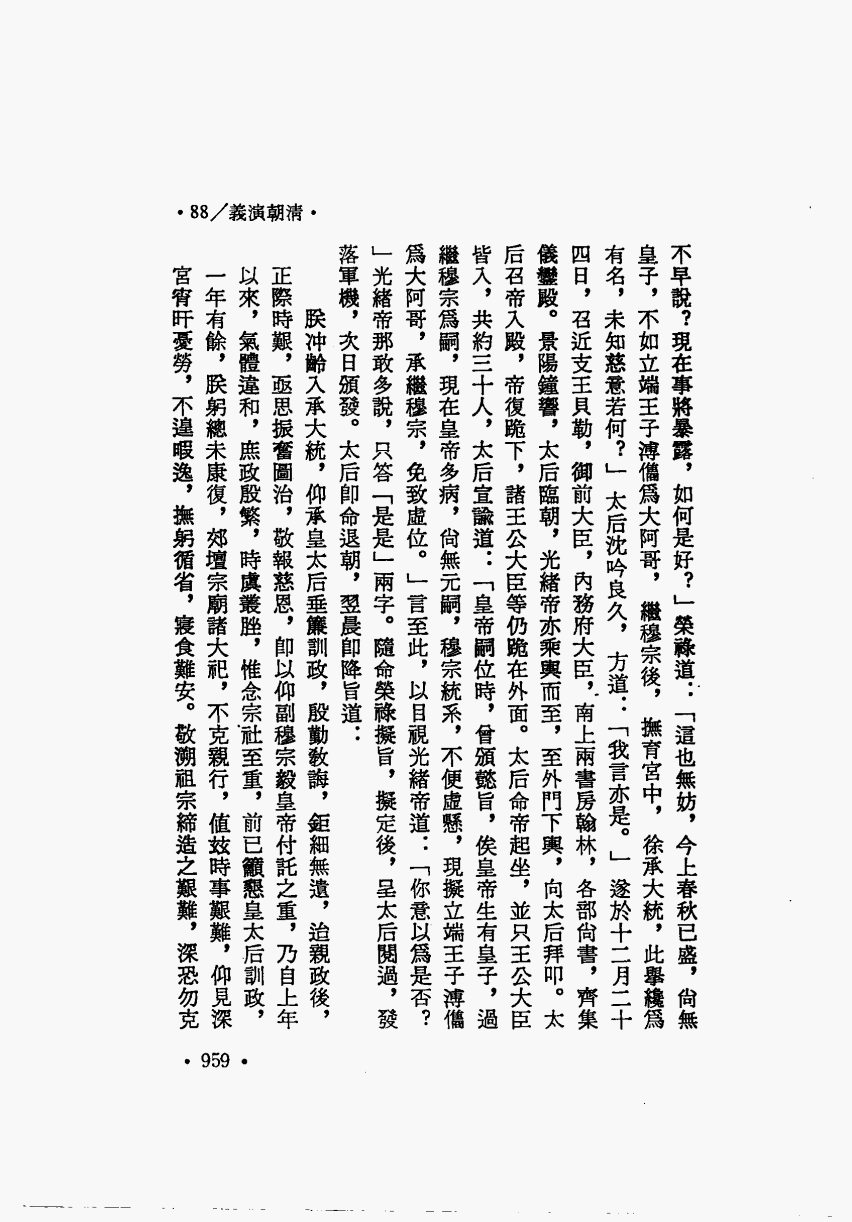 •88／義演朝清•
不早說？現在事將暴露，如何是好？」榮祿道：「這也無妨，今上春秋已盛，尚無
皇子，不如立端王子溥儁爲大阿哥，繼穆宗後，撫育宮中，徐承大統，此舉纔爲
有名，未知慈意若何？」太后沈吟良久，方道：「我言亦是。」遂於十二月二十
四日，召近支王貝勒，御前大臣，內務府大臣，南上兩書房翰林，各部尚書，齊集
儀鸞殿。景陽鐘響，太后臨朝，光緒帝亦乘輿而至，至外門下輿，向太后拜叩。太
后召帝入殿，帝復跪下，諸王公大臣等仍跪在外面。太后命帝起坐，並只王公大臣
皆入，共約三十人，太后宣諭道：「皇帝嗣位時，曾頒懿旨，俟皇帝生有皇子，過
繼穆宗爲嗣，現在皇帝多病，尚無元嗣，穆宗統系，不便虛懸，現擬立端王子溥儁
爲大阿哥，承繼穆宗，免致虛位。」言至此，以目視光緒帝道：「你意以爲是否？
」光緒帝那敢多說，只答「是是」兩字。隨命榮祿擬旨，擬定後，呈太后閱過，發
落軍機，次日頒發。太后卽命退朝，翌晨卽降旨道：
朕冲齡入承大統，仰承皇太后垂簾訓政，殷勤教誨，鉅細無遺，迨親政後，
正際時艱，亟思振奮圖治，敬報慈恩，卽以仰副穆宗毅皇帝付託之重，乃自上年
以來，氣體違和，庶政殷繁，時虞叢脞，惟念宗社至重，前已籲懇皇太后訓政，
一年有餘，朕躬總未康復，郊壇宗廟諸大祀，不克親行，值玆時事艱難，仰見深
宮宵旰憂勞，不遑暇逸，撫躬循省，寢食難安。敬溯祖宗締造之艱難，深恐勿克
•959•